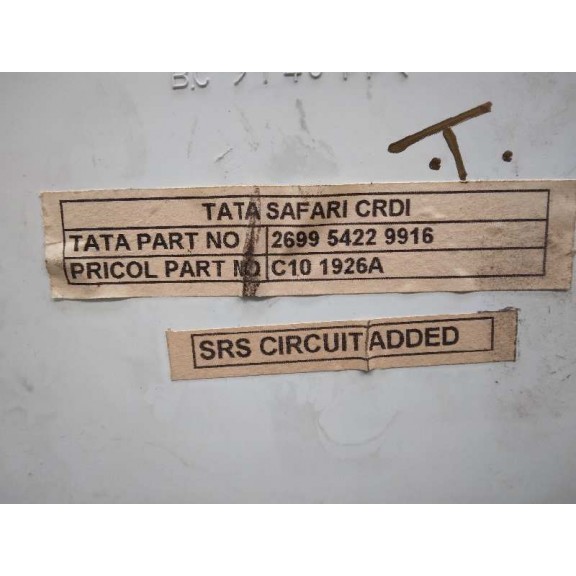 .T.
TATA SAFARI CRDI
TATA PART NO 2699 5422 9916
PRICOL PART NO C10 1926A
SRS CIRCUIT ADDED